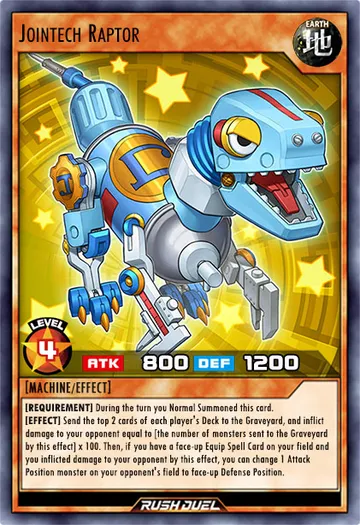 Jointech Raptor
EARTH
地
LEVEL
4
ATK 800 DEF 1200
[MACHINE/EFFECT]
[REQUIREMENT] During the turn you Normal Summoned this card.
[EFFECT] Send the top 2 cards of each player's Deck to the Graveyard, and inflict
damage to your opponent equal to [the number of monsters sent to the Graveyard
by this effect] x 100. Then, if you have a face-up Equip Spell Card on your field and
you inflicted damage to your opponent by this effect, you can change 1 Attack
Position monster on your opponent's field to face-up Defense Position.
RUSH DUEL